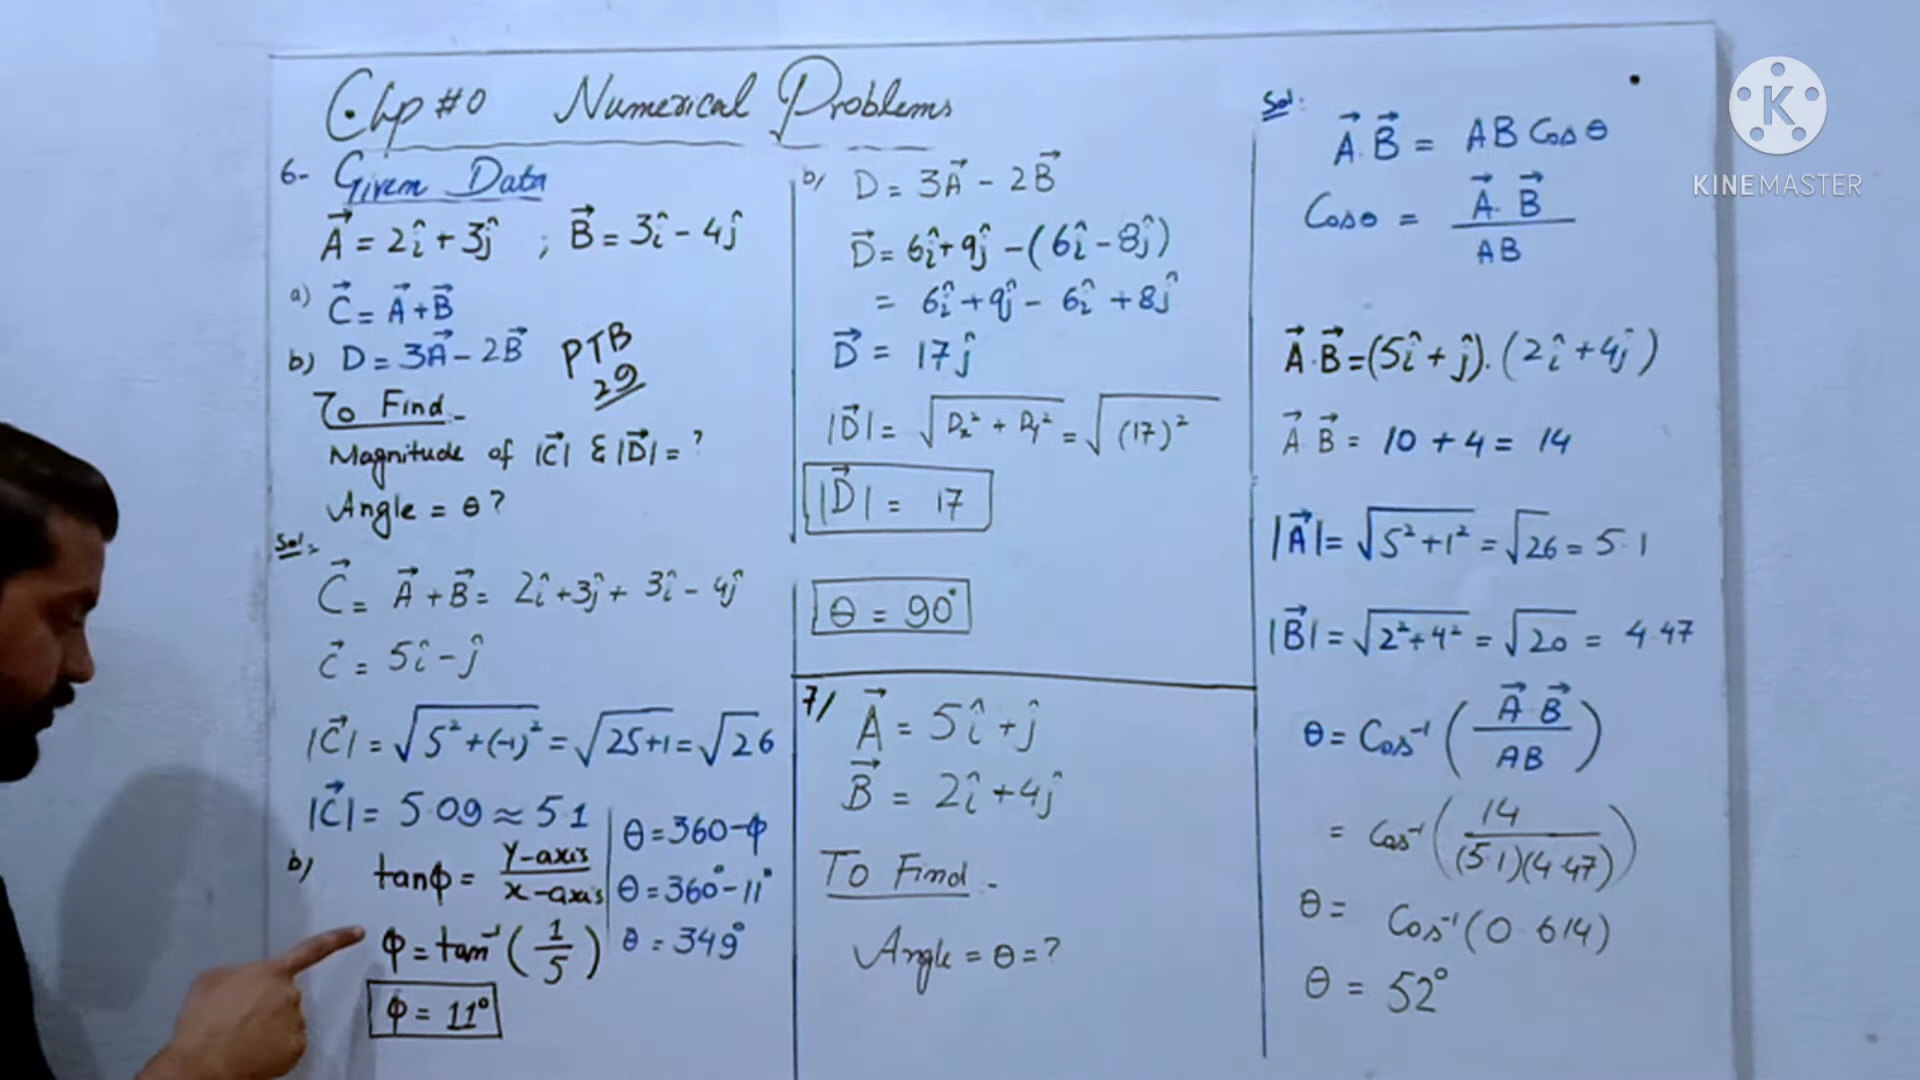 Chp #0 Numerical Problems
6- Given Data
A⃗ = 2î + 3ĵ ; B⃗ = 3î - 4ĵ
a) C⃗ = A⃗ + B⃗
b) D = 3A⃗ - 2B⃗
PTB
29
To Find -
Magnitude of |C⃗| & |D⃗| = ?
Angle = θ ?
Sol:-
C⃗ = A⃗ + B⃗ = 2î + 3ĵ + 3î - 4ĵ
C⃗ = 5î - ĵ
|C⃗| = √(5² + (-1)²) = √(25+1) = √26
|C⃗| = 5.09 ≈ 5.1
b) tanφ = Y-axis / x-axis
φ = tan⁻¹ (1/5)
φ = 11°
θ = 360 - φ
θ = 360° - 11°
θ = 349°
b/ D = 3A⃗ - 2B⃗
D⃗ = 6î + 9ĵ - (6î - 8ĵ)
= 6î + 9ĵ - 6î + 8ĵ
D⃗ = 17ĵ
|D⃗| = √(Dx² + Dy²) = √(17)²
|D⃗| = 17
θ = 90°
7/ A⃗ = 5î + ĵ
B⃗ = 2î + 4ĵ
To Find -
Angle = θ = ?
Sol:
A⃗.B⃗ = AB Cos θ
Cosθ = A⃗.B⃗ / AB
A⃗.B⃗ = (5î + ĵ).(2î + 4ĵ)
A⃗.B⃗ = 10 + 4 = 14
|A⃗| = √(5² + 1²) = √26 = 5.1
|B⃗| = √(2² + 4²) = √20 = 4.47
θ = Cos⁻¹ (A⃗.B⃗ / AB)
= Cos⁻¹ (14 / (5.1)(4.47))
θ = Cos⁻¹ (0.614)
θ = 52°
K
KINEMASTER